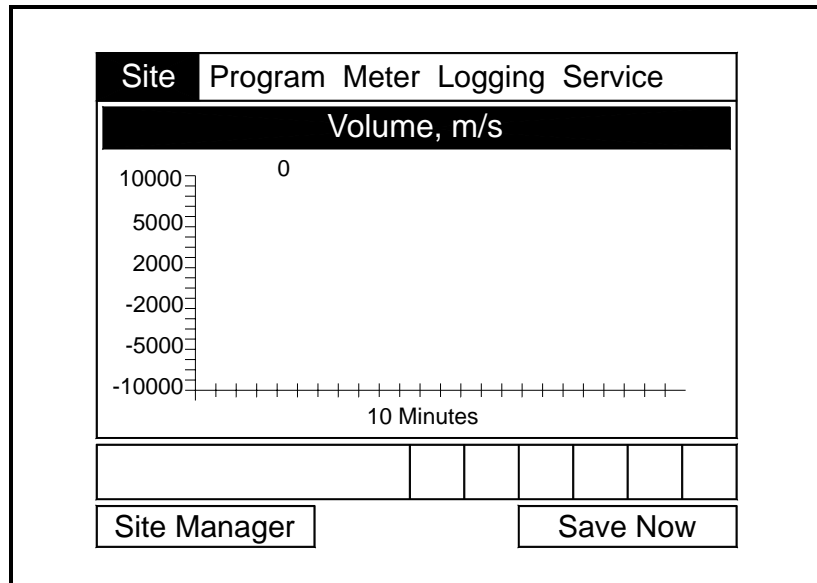 Site Program Meter Logging Service
Volume, m/s
0
10000
5000
2000
-2000
-5000
-10000
10 Minutes
Site Manager Save Now